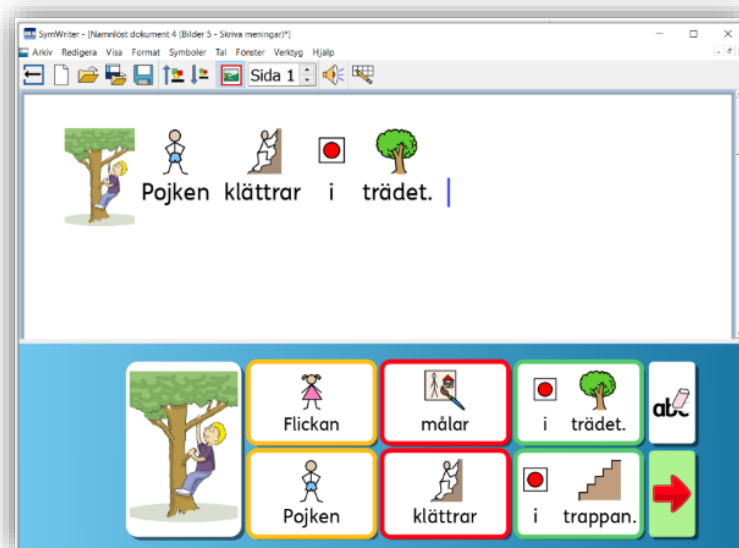 SymWriter - [Namnlöst dokument 4 (Bilder 5 - Skriva meningar)*]
Arkiv Redigera Visa Format Symboler Tal Fönster Verktyg Hjälp
Sida 1
Pojken klättrar i trädet.
Flickan målar i trädet. abc
Pojken klättrar i trappan.